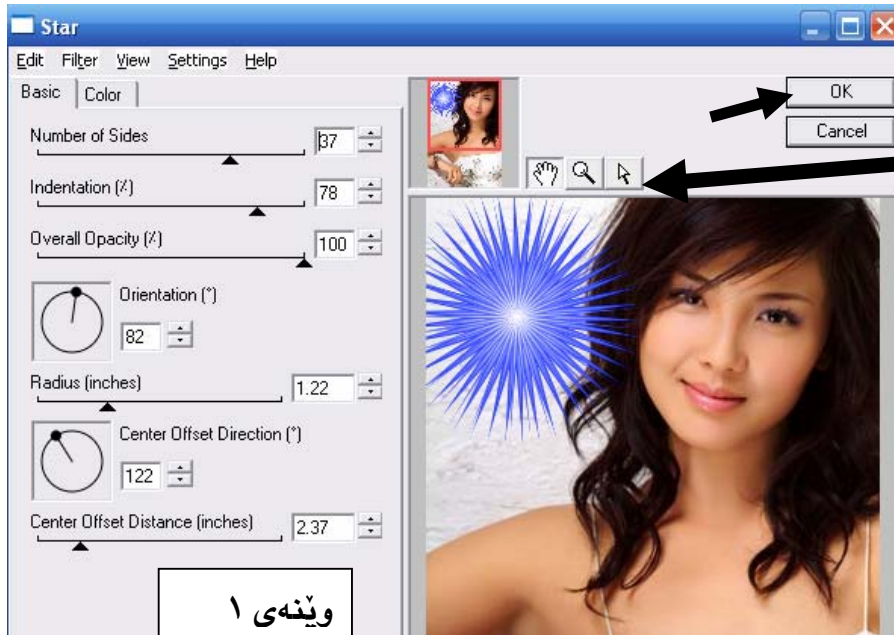 Star
Edit Filter View Settings Help
Basic Color
OK
Cancel
Number of Sides 37
Indentation (%) 78
Overall Opacity (%) 100
Orientation (°)
82
Radius (inches) 1.22
Center Offset Direction (°)
122
Center Offset Distance (inches) 2.37
وێنەی ١